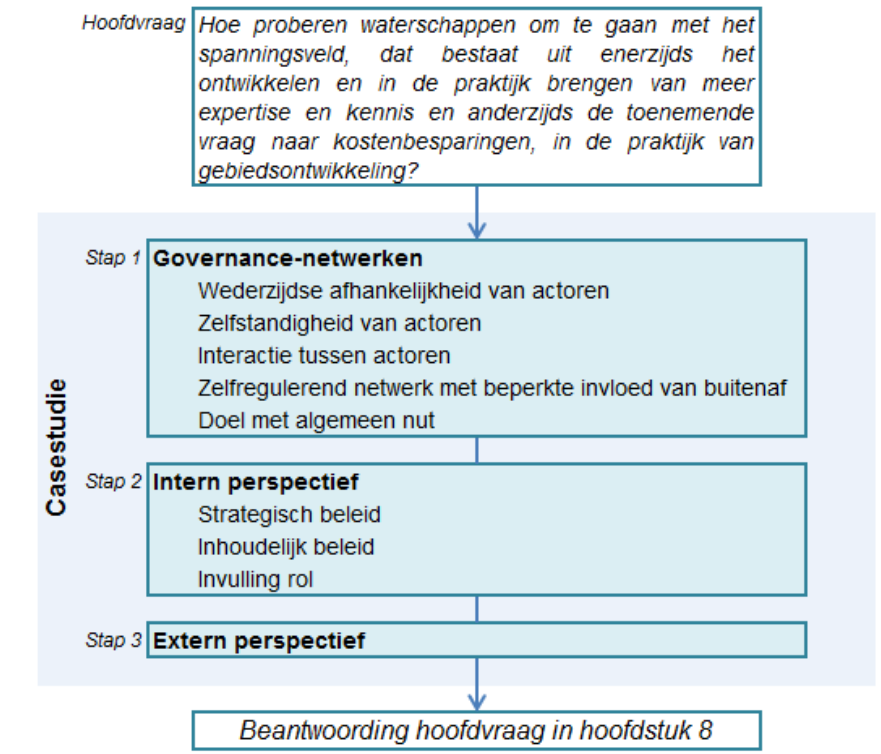 Hoofdvraag
Hoe proberen waterschappen om te gaan met het
spanningsveld, dat bestaat uit enerzijds het
ontwikkelen en in de praktijk brengen van meer
expertise en kennis en anderzijds de toenemende
vraag naar kostenbesparingen, in de praktijk van
gebiedsontwikkeling?
Casestudie
Stap 1
Governance-netwerken
Wederzijdse afhankelijkheid van actoren
Zelfstandigheid van actoren
Interactie tussen actoren
Zelfregulerend netwerk met beperkte invloed van buitenaf
Doel met algemeen nut
Stap 2
Intern perspectief
Strategisch beleid
Inhoudelijk beleid
Invulling rol
Stap 3
Extern perspectief
Beantwoording hoofdvraag in hoofdstuk 8